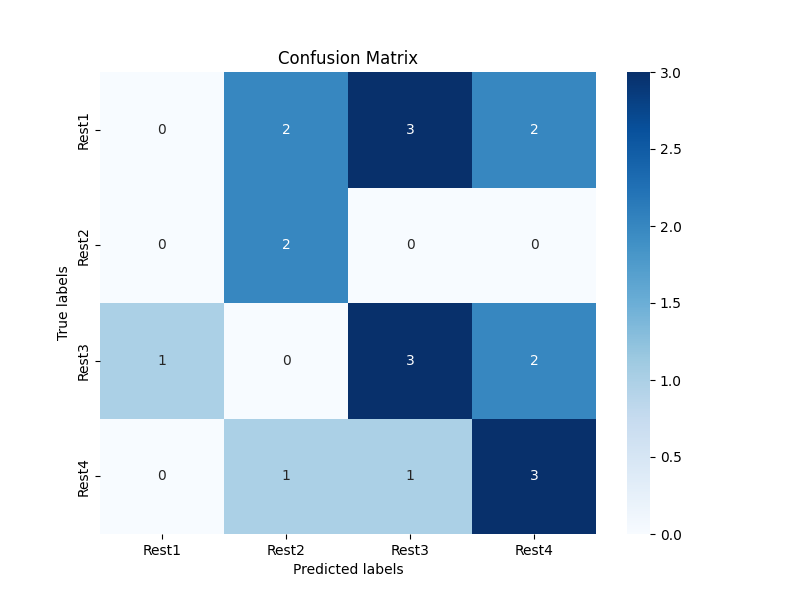 Confusion Matrix
True labels
Rest1 0 2 3 2
Rest2 0 2 0 0
Rest3 1 0 3 2
Rest4 0 1 1 3
Rest1 Rest2 Rest3 Rest4
Predicted labels
3.0
2.5
2.0
1.5
1.0
0.5
0.0